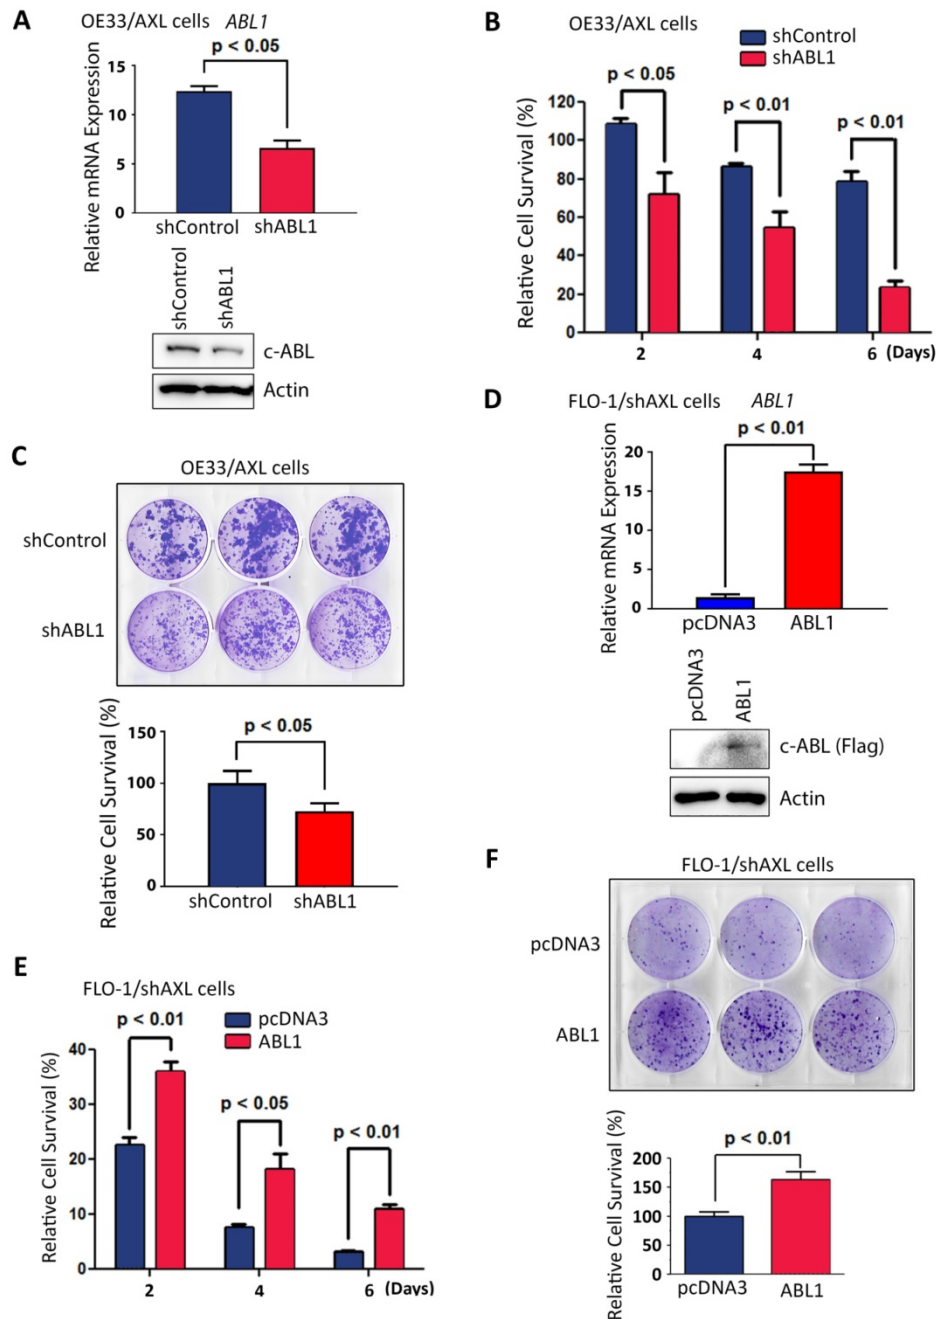 A
OE33/AXL cells ABL1
p < 0.05
Relative mRNA Expression
15
10
5
0
shControl shABL1
shControl
shABL1
c-ABL
Actin
B
OE33/AXL cells
shControl
shABL1
p < 0.05
p < 0.01
p < 0.01
Relative Cell Survival (%)
120
100
80
60
40
20
0
2 4 6 (Days)
C
OE33/AXL cells
shControl
shABL1
p < 0.05
Relative Cell Survival (%)
150
100
50
0
shControl shABL1
D
FLO-1/shAXL cells ABL1
p < 0.01
Relative mRNA Expression
20
15
10
5
0
pcDNA3 ABL1
pcDNA3
ABL1
c-ABL (Flag)
Actin
E
FLO-1/shAXL cells
pcDNA3
ABL1
p < 0.01
p < 0.05
p < 0.01
Relative Cell Survival (%)
40
30
20
10
0
2 4 6 (Days)
F
FLO-1/shAXL cells
pcDNA3
ABL1
p < 0.01
Relative Cell Survival (%)
200
150
100
50
0
pcDNA3 ABL1